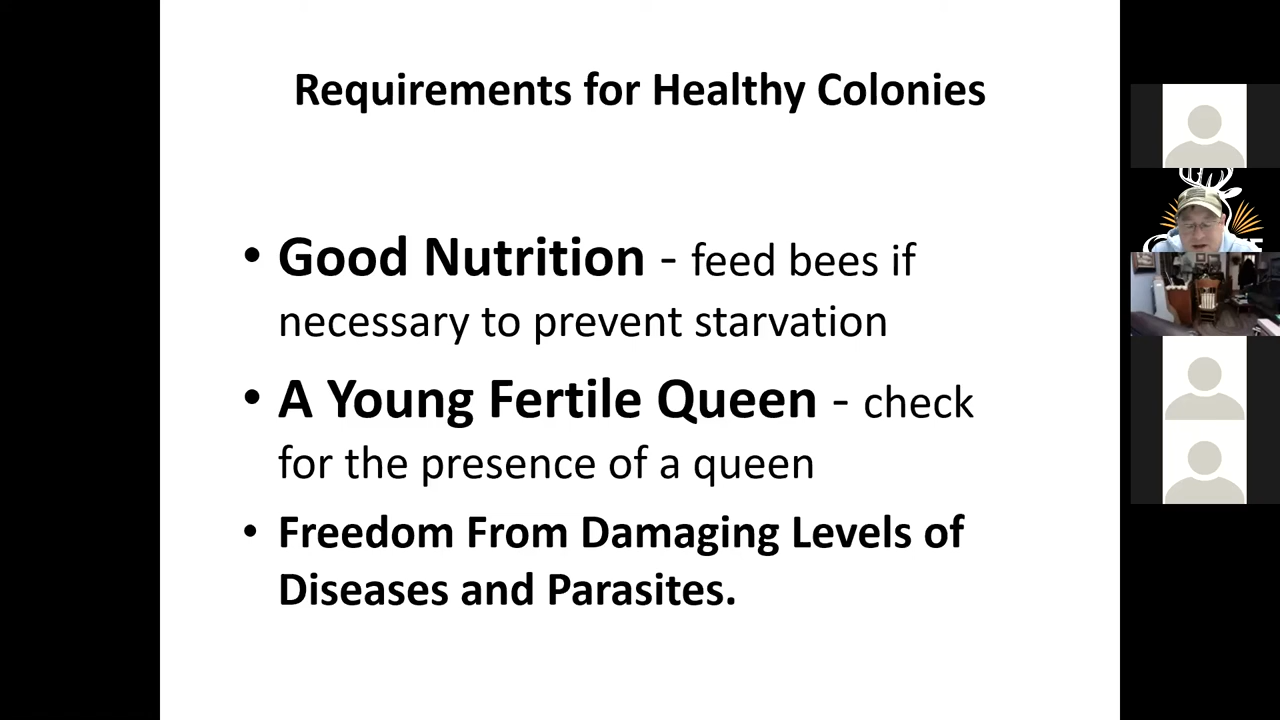 Requirements for Healthy Colonies
• Good Nutrition - feed bees if
necessary to prevent starvation
• A Young Fertile Queen - check
for the presence of a queen
• Freedom From Damaging Levels of
Diseases and Parasites.